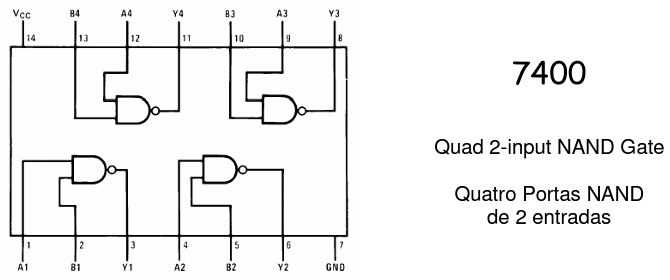 Vcc B4 A4 Y4 B3 A3 Y3
14 13 12 11 10 9 8
7400
Quad 2-input NAND Gate
Quatro Portas NAND
de 2 entradas
1 2 3 4 5 6 7
A1 B1 Y1 A2 B2 Y2 GND